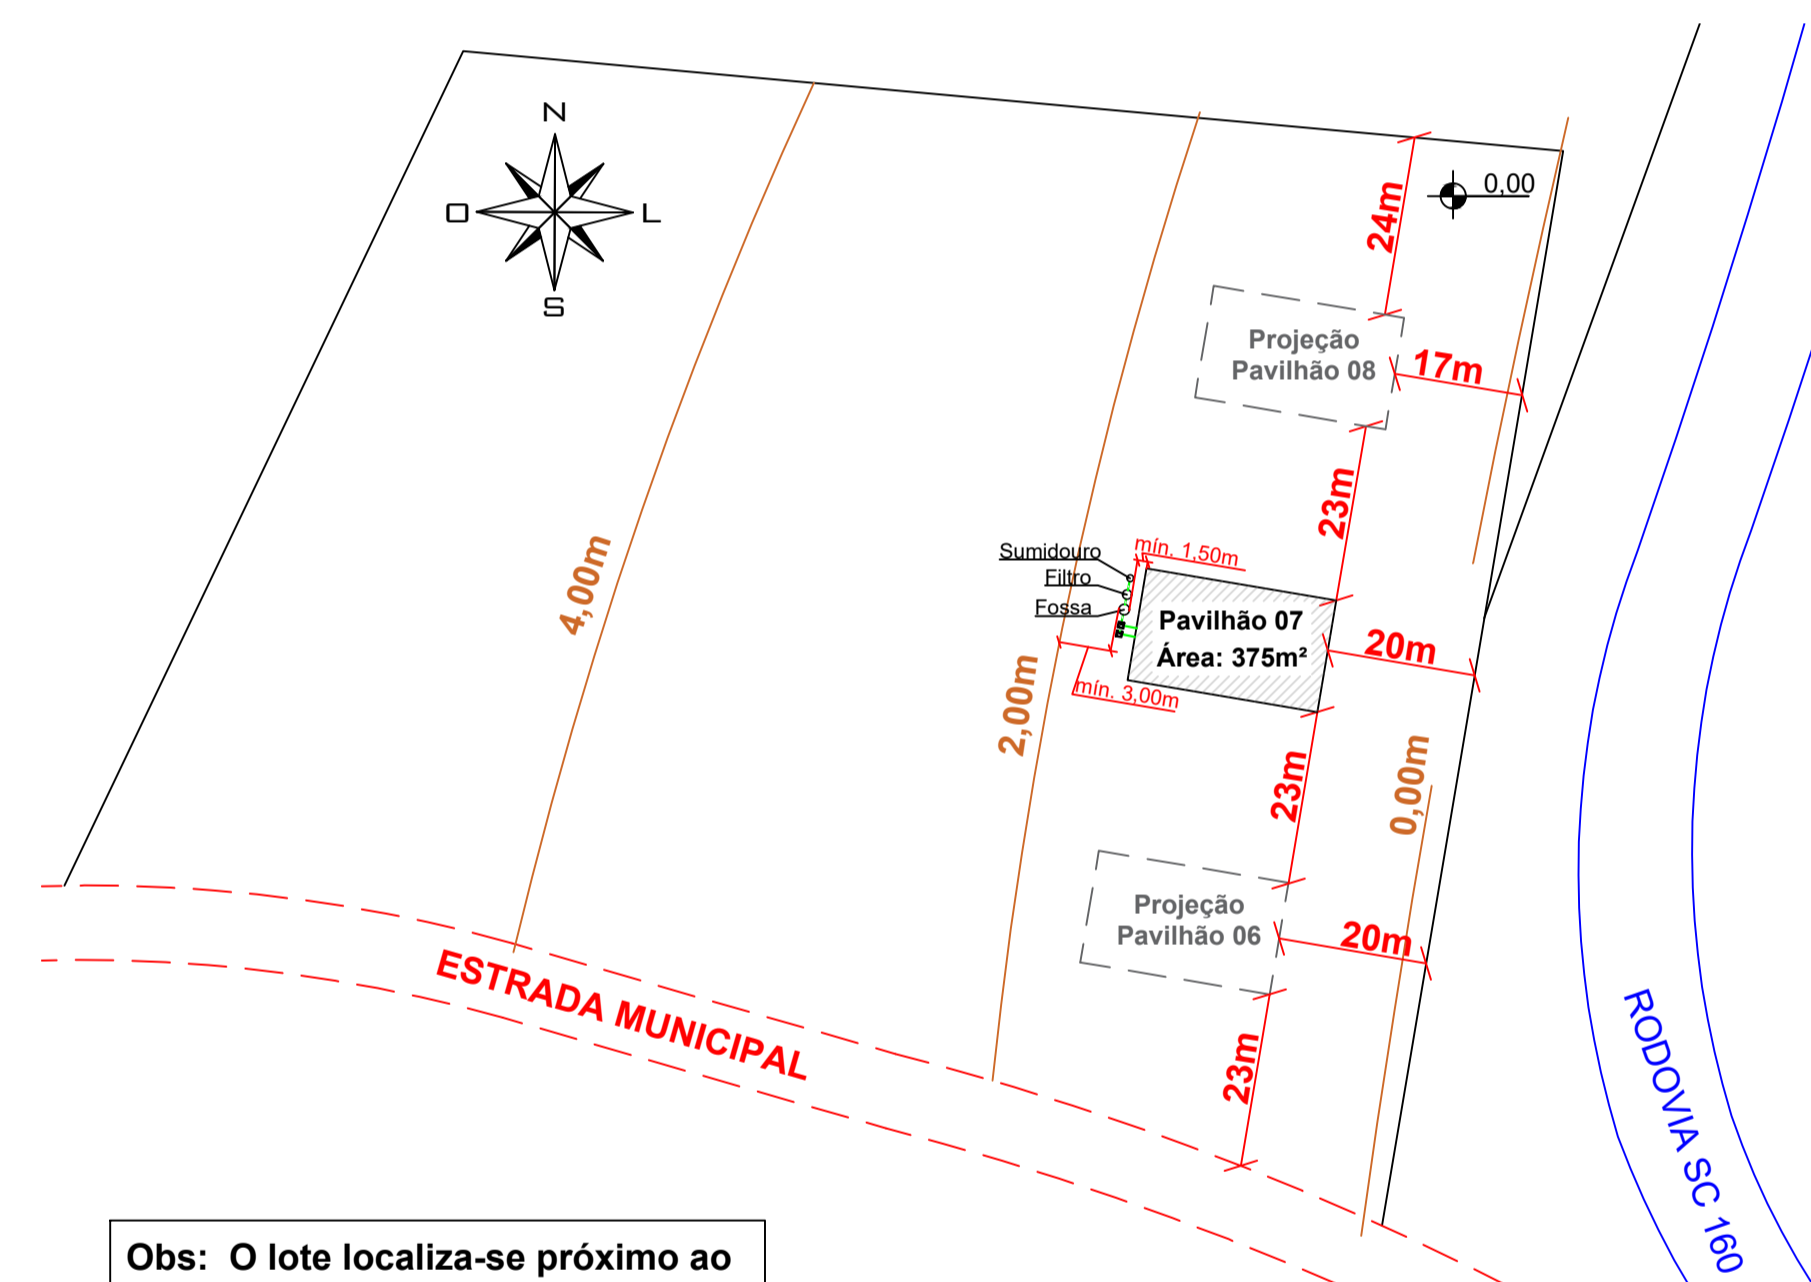 N
O
L
S
0,00
24m
Projeção
Pavilhão 08
17m
23m
4,00m
Sumidouro
Filtro
Fossa
mín. 1,50m
Pavilhão 07
Área: 375m²
20m
mín. 3,00m
2,00m
23m
0,00m
Projeção
Pavilhão 06
20m
23m
ESTRADA MUNICIPAL
RODOVIA SC 160
Obs: O lote localiza-se próximo ao